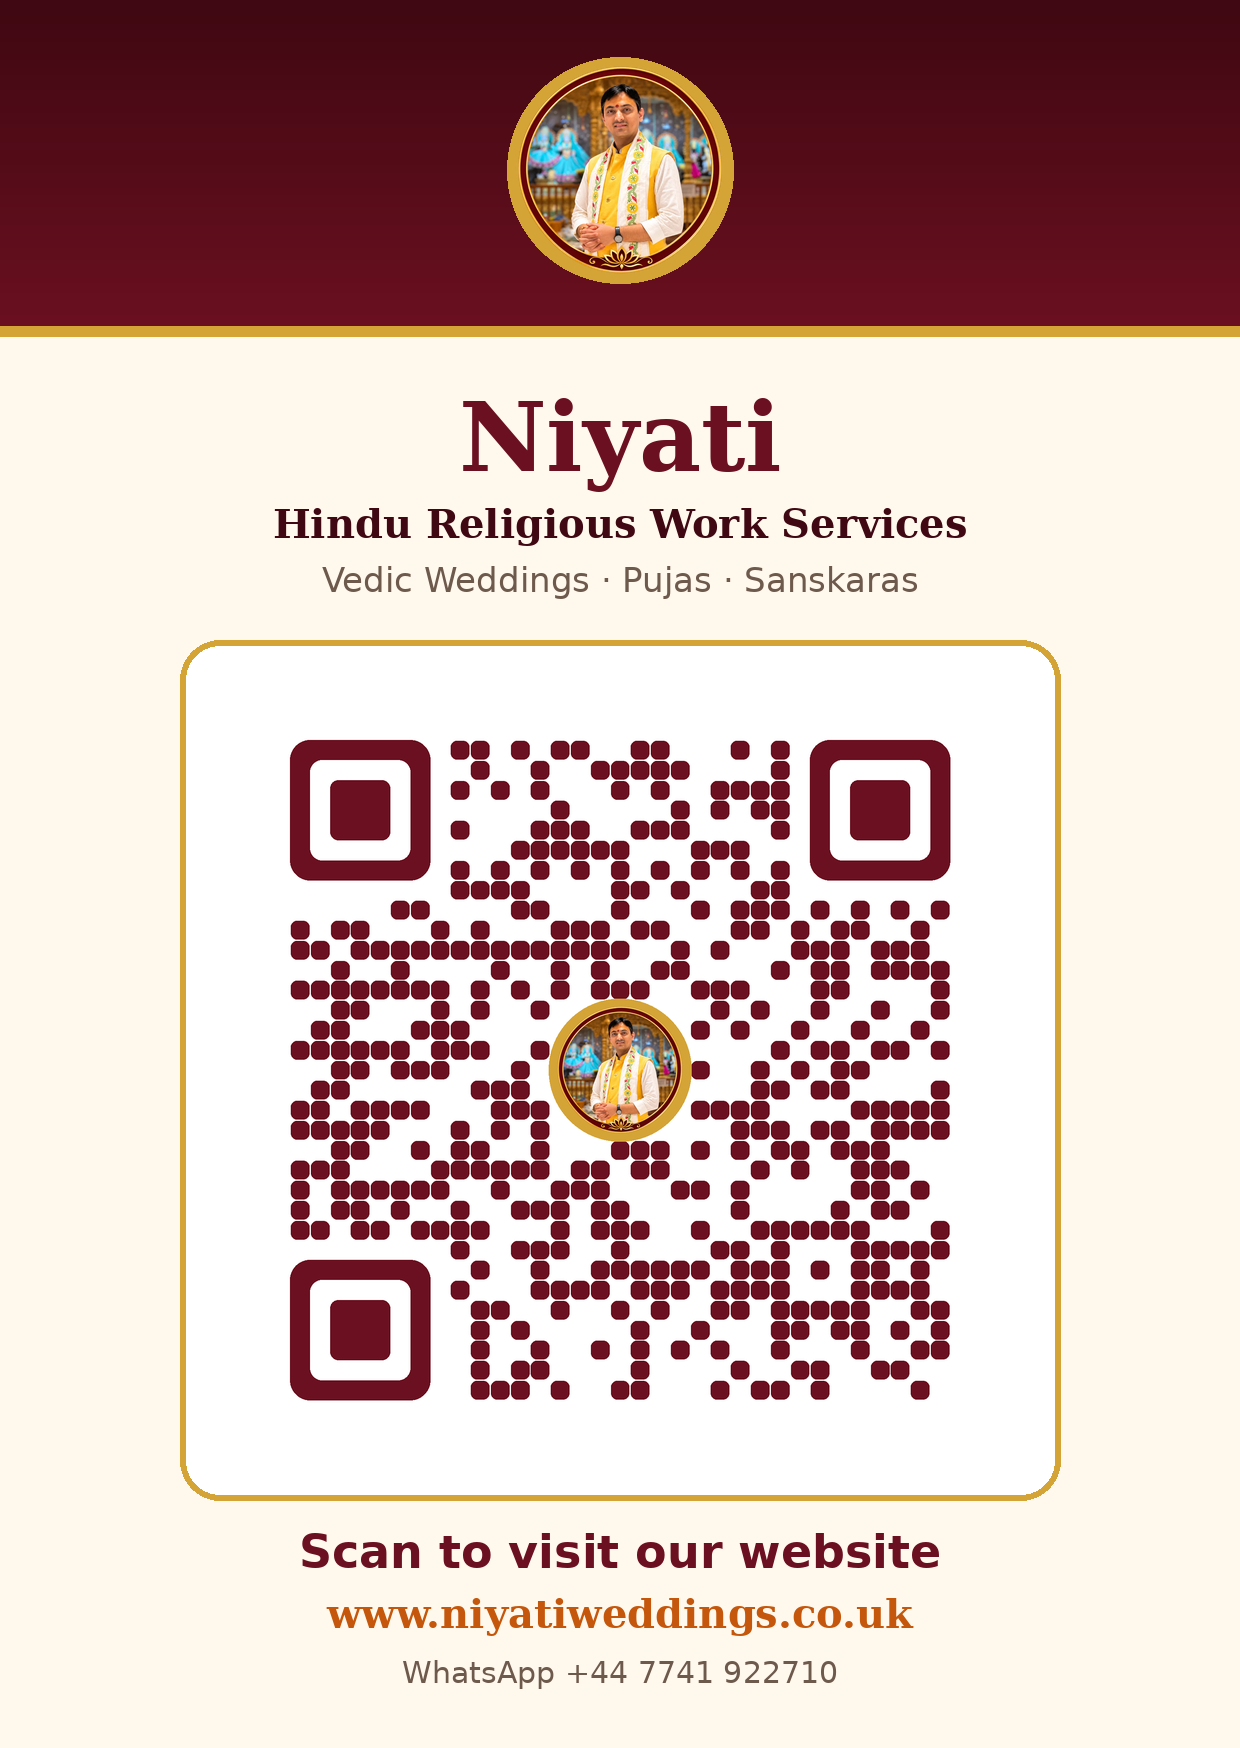 Niyati
Hindu Religious Work Services
Vedic Weddings · Pujas · Sanskaras
Scan to visit our website
www.niyatiweddings.co.uk
WhatsApp +44 7741 922710